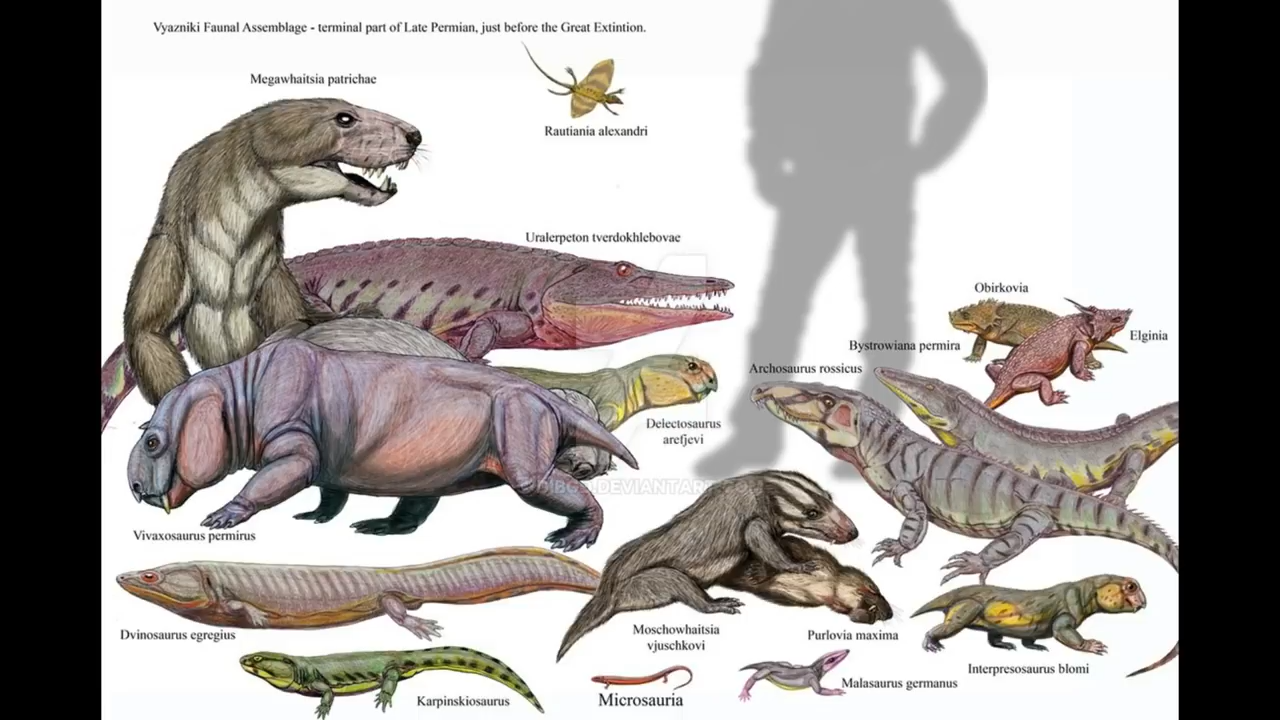 Vyazniki Faunal Assemblage - terminal part of Late Permian, just before the Great Extintion.
Megawhaitsia patrichae
Rautiania alexandri
Uralerpeton tverdokhlebovae
Obirkovia
Elginia
Bystrowiana permira
Archosaurus rossicus
Delectosaurus
arefjevi
DEVIANTART
Vivaxosaurus permirus
Dvinosaurus egregius
Moschowhaitsia
vjuschkovi
Purlovia maxima
Interpresosaurus blomi
Malasaurus germanus
Karpinskiosaurus
Microsauria